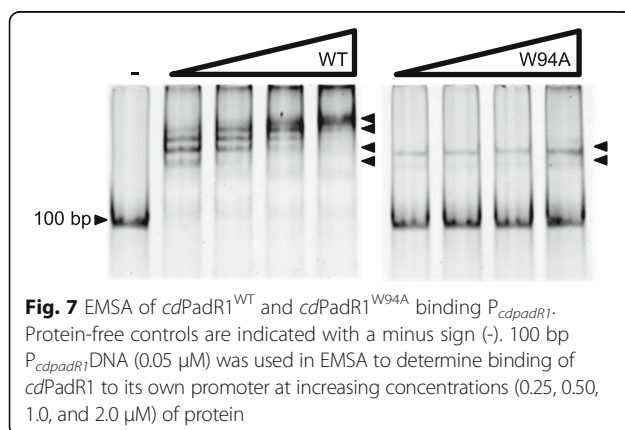 - WT W94A
100 bp
Fig. 7 EMSA of cdPadR1WT and cdPadR1W94A binding PcdpadR1.
Protein-free controls are indicated with a minus sign (-). 100 bp
PcdpadR1DNA (0.05 μM) was used in EMSA to determine binding of
cdPadR1 to its own promoter at increasing concentrations (0.25, 0.50,
1.0, and 2.0 μM) of protein